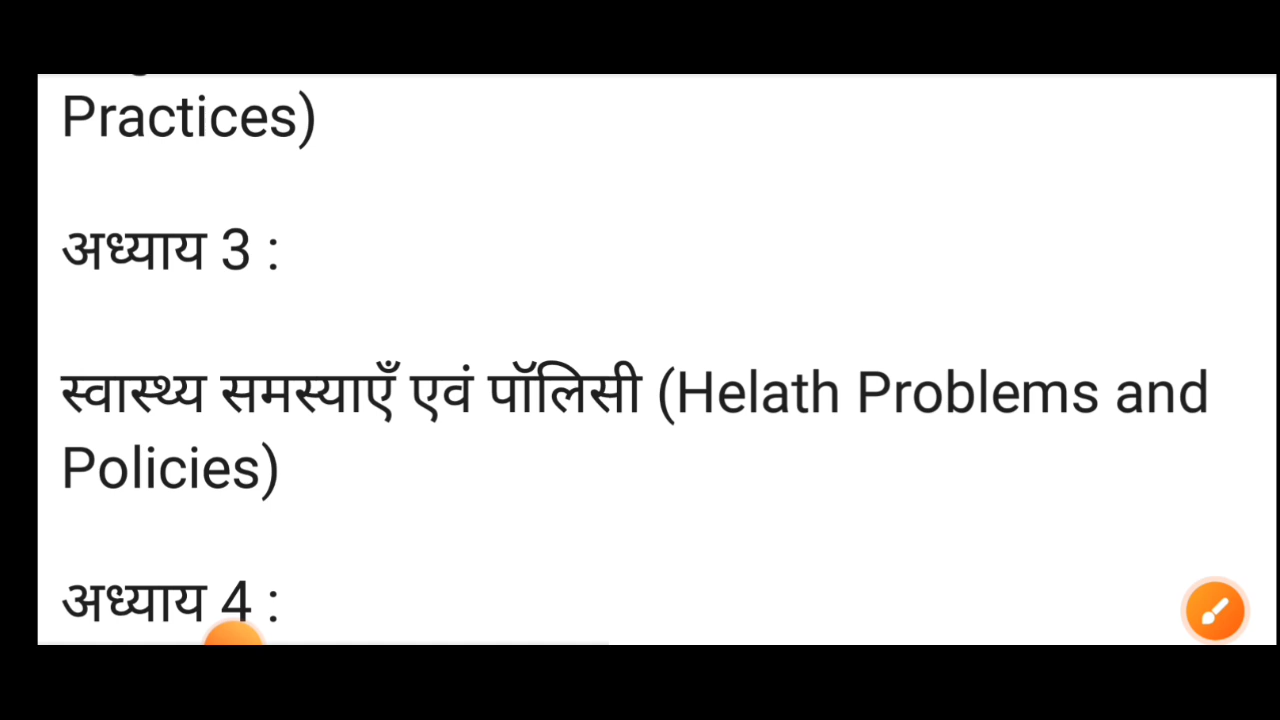 Practices)
अध्याय 3 :
स्वास्थ्य समस्याएँ एवं पॉलिसी (Helath Problems and
Policies)
अध्याय 4 :